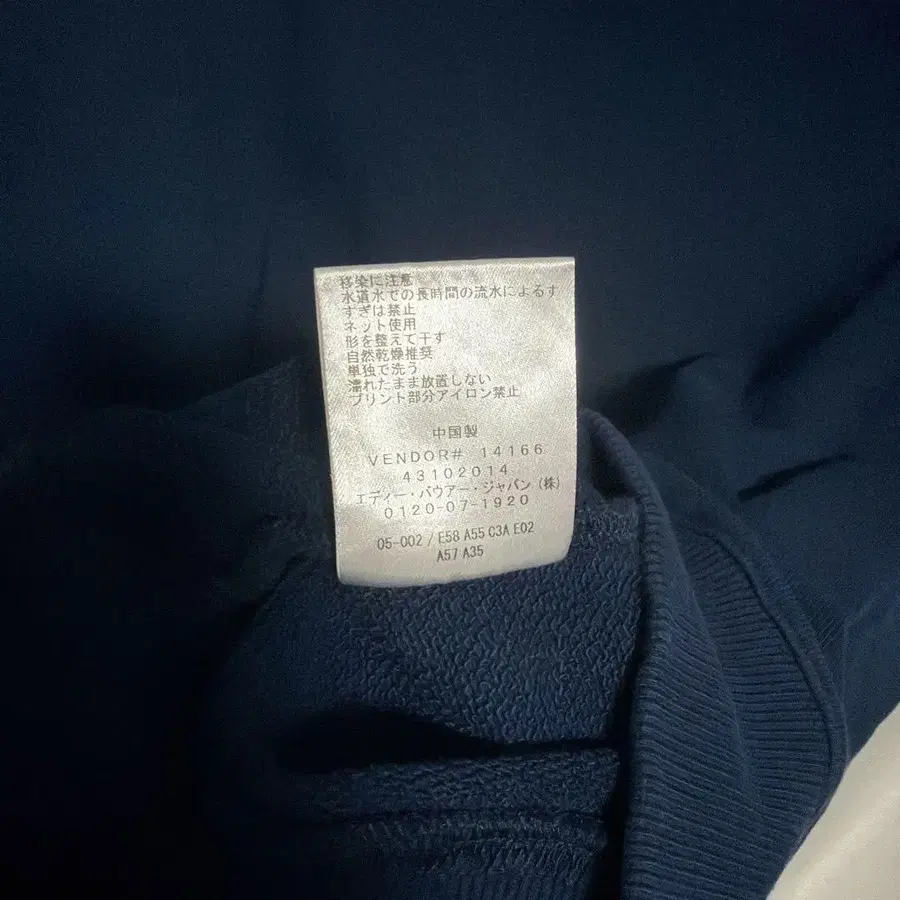 移染に注意
水道水での長時間の流水によるす
すぎは禁止
ネット使用
形を整えて干す
自然乾燥推奨
単独で洗う
濡れたまま放置しない
プリント部分アイロン禁止
中国製
VENDOR# 14166
43102014
エディー・バウアー・ジャパン(株)
0120-07-1920
05-002 / E58 A55 C3A E02
A57 A35